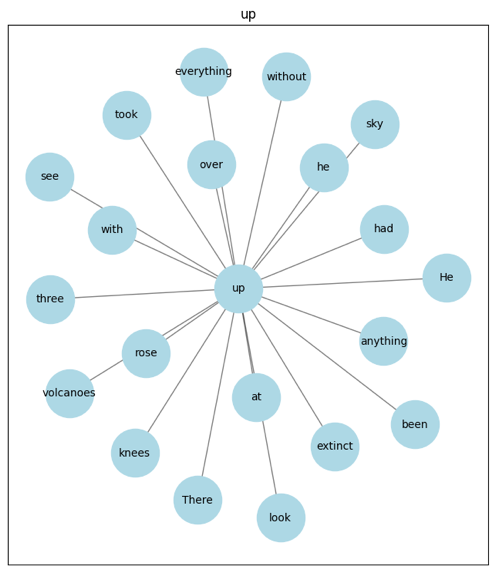 up
everything
without
took
sky
over
he
see
with
had
He
up
three
anything
rose
volcanoes
at
been
extinct
knees
There
look